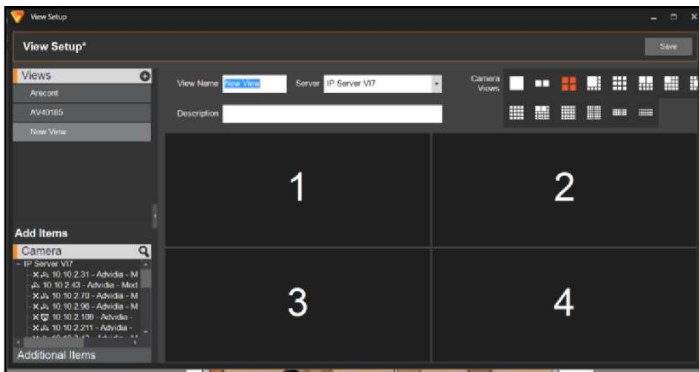 View Setup
View Setup*
Save
Views
Arecont
AV40185
New View
View Name New View Server IP Server VI7
Camera Views
Description
1
2
3
4
Add Items
Camera
IP Server VI7
10.10.2.31 - Advidia - M
10.10.2.43 - Advidia - Mod
10.10.2.70 - Advidia - M
10.10.2.96 - Advidia - M
10.10.2.109 - Advidia -
10.10.2.211 - Advidia -
Additional Items